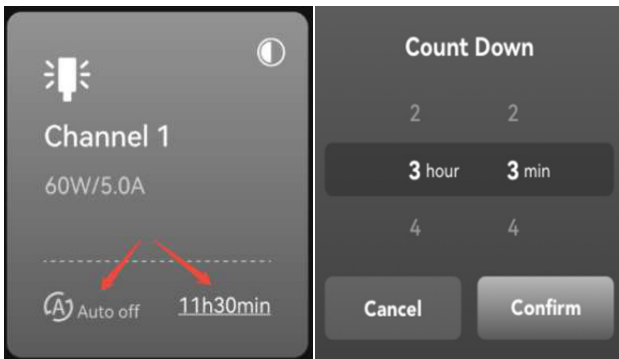 Channel 1
60W/5.0A
A Auto off 11h30min
Count Down
2 2
3 hour 3 min
4 4
Cancel Confirm